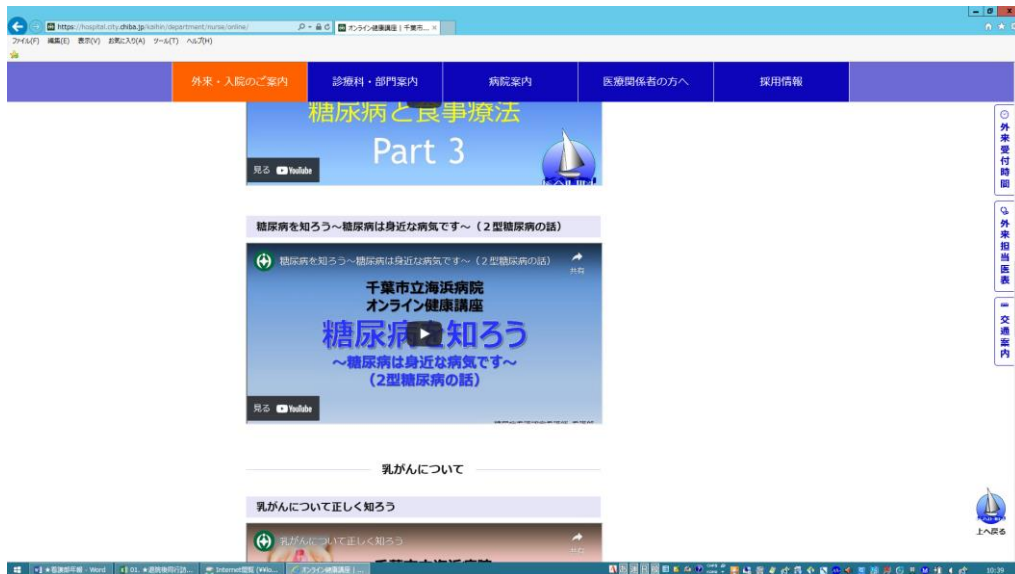 https://hospital.city.chiba.jp/kaihin/department/nurse/online/
オンライン健康講座 | 千葉市...
ファイル(F) 編集(E) 表示(V) お気に入り(A) ツール(T) ヘルプ(H)
外来・入院のご案内 診療科・部門案内 病院案内 医療関係者の方へ 採用情報
糖尿病と食事療法
Part 3
見る YouTube
外来受付時間
外来担当医表
交通案内
糖尿病を知ろう~糖尿病は身近な病気です~（２型糖尿病の話）
糖尿病を知ろう~糖尿病は身近な病気です~（２型糖尿病の話）
共有
千葉市立海浜病院
オンライン健康講座
糖尿病を知ろう
~糖尿病は身近な病気です~
（2型糖尿病の話）
見る YouTube
乳がんについて
乳がんについて正しく知ろう
乳がんについて正しく知ろう
共有
千葉市立海浜病院
上へ戻る
10:39